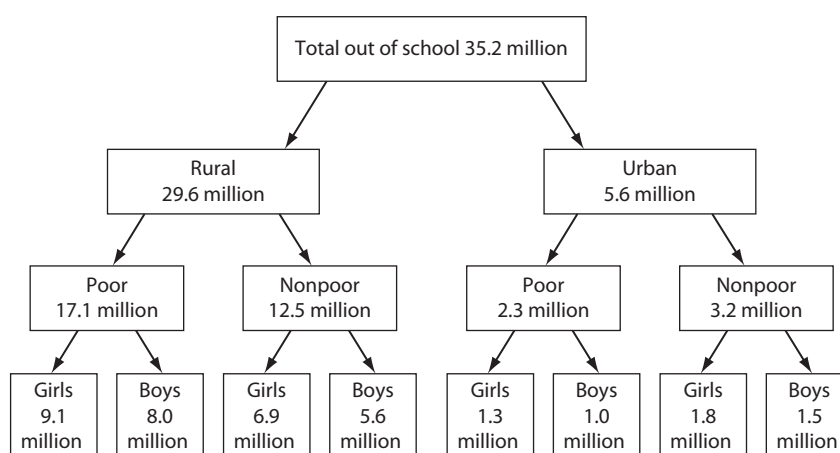 Total out of school 35.2 million
Rural
29.6 million
Urban
5.6 million
Poor
17.1 million
Nonpoor
12.5 million
Poor
2.3 million
Nonpoor
3.2 million
Girls
9.1
million
Boys
8.0
million
Girls
6.9
million
Boys
5.6
million
Girls
1.3
million
Boys
1.0
million
Girls
1.8
million
Boys
1.5
million